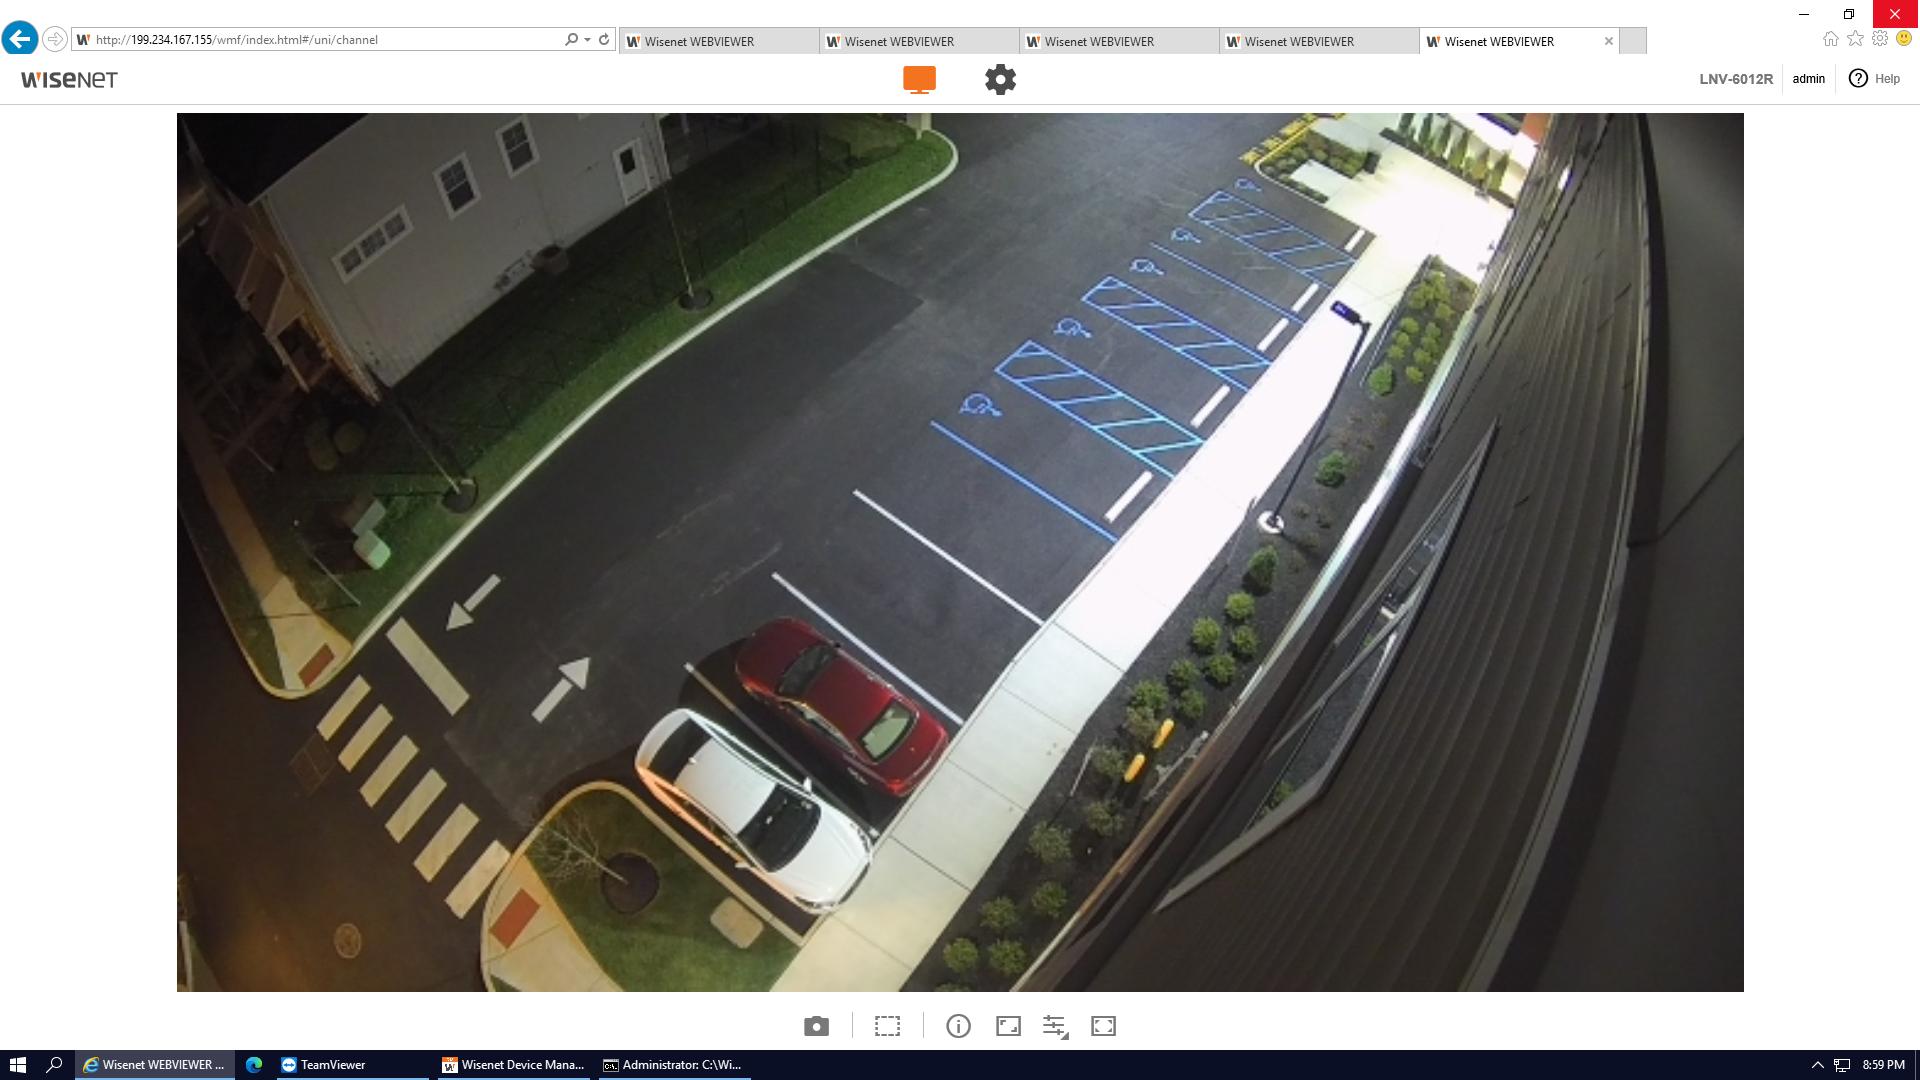 http://199.234.167.155/wmf/index.html#/uni/channel
Wisenet WEBVIEWER
Wisenet WEBVIEWER
Wisenet WEBVIEWER
Wisenet WEBVIEWER
Wisenet WEBVIEWER
WISENET
LNV-6012R
admin
? Help
Wisenet WEBVIEWER ...
TeamViewer
Wisenet Device Mana...
Administrator: C:\Wi...
8:59 PM